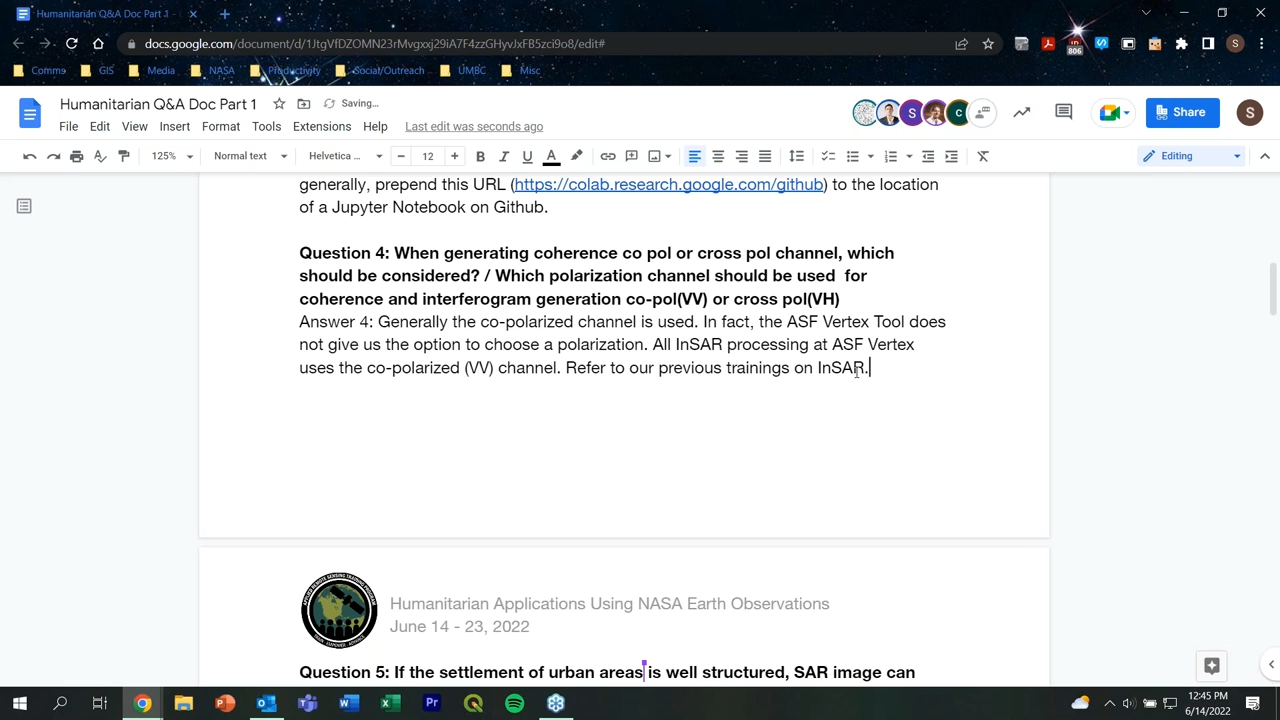 Humanitarian Q&A Doc Part 1
docs.google.com/document/d/1JtgVfDZOMN23rMvgxxj29iA7F4zzGHyvJxFB5zci9o8/edit#
806
S
Comms GIS Media NASA Productivity Social/Outreach UMBC Misc
Humanitarian Q&A Doc Part 1 Saving...
S C Share S
File Edit View Insert Format Tools Extensions Help Last edit was seconds ago
125% Normal text Helvetica ... 12 B I U A Editing
generally, prepend this URL (https://colab.research.google.com/github) to the location
of a Jupyter Notebook on Github.
Question 4: When generating coherence co pol or cross pol channel, which
should be considered? / Which polarization channel should be used  for
coherence and interferogram generation co-pol(VV) or cross pol(VH)
Answer 4: Generally the co-polarized channel is used. In fact, the ASF Vertex Tool does
not give us the option to choose a polarization. All InSAR processing at ASF Vertex
uses the co-polarized (VV) channel. Refer to our previous trainings on InSAR.
Humanitarian Applications Using NASA Earth Observations
June 14 - 23, 2022
Question 5: If the settlement of urban areas is well structured, SAR image can
12:45 PM
6/14/2022